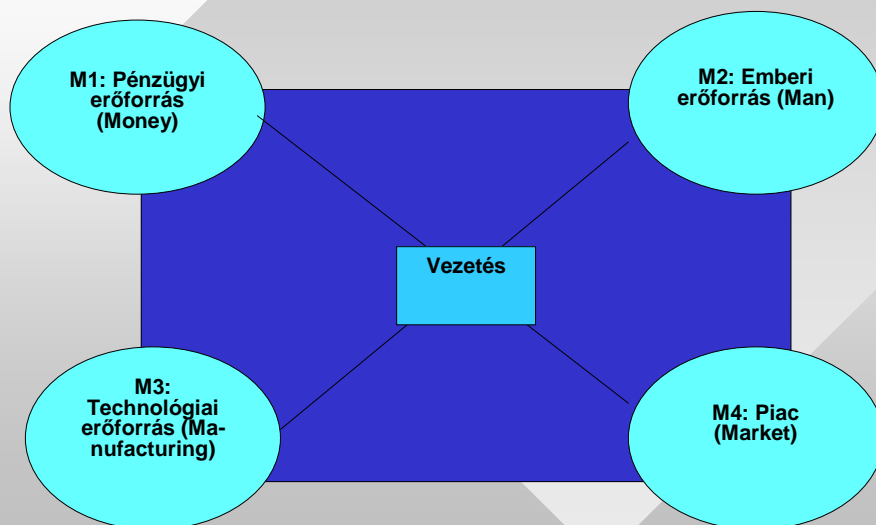 M1: Pénzügyi
erőforrás
(Money)
M2: Emberi
erőforrás (Man)
Vezetés
M3:
Technológiai
erőforrás (Ma-
nufacturing)
M4: Piac
(Market)